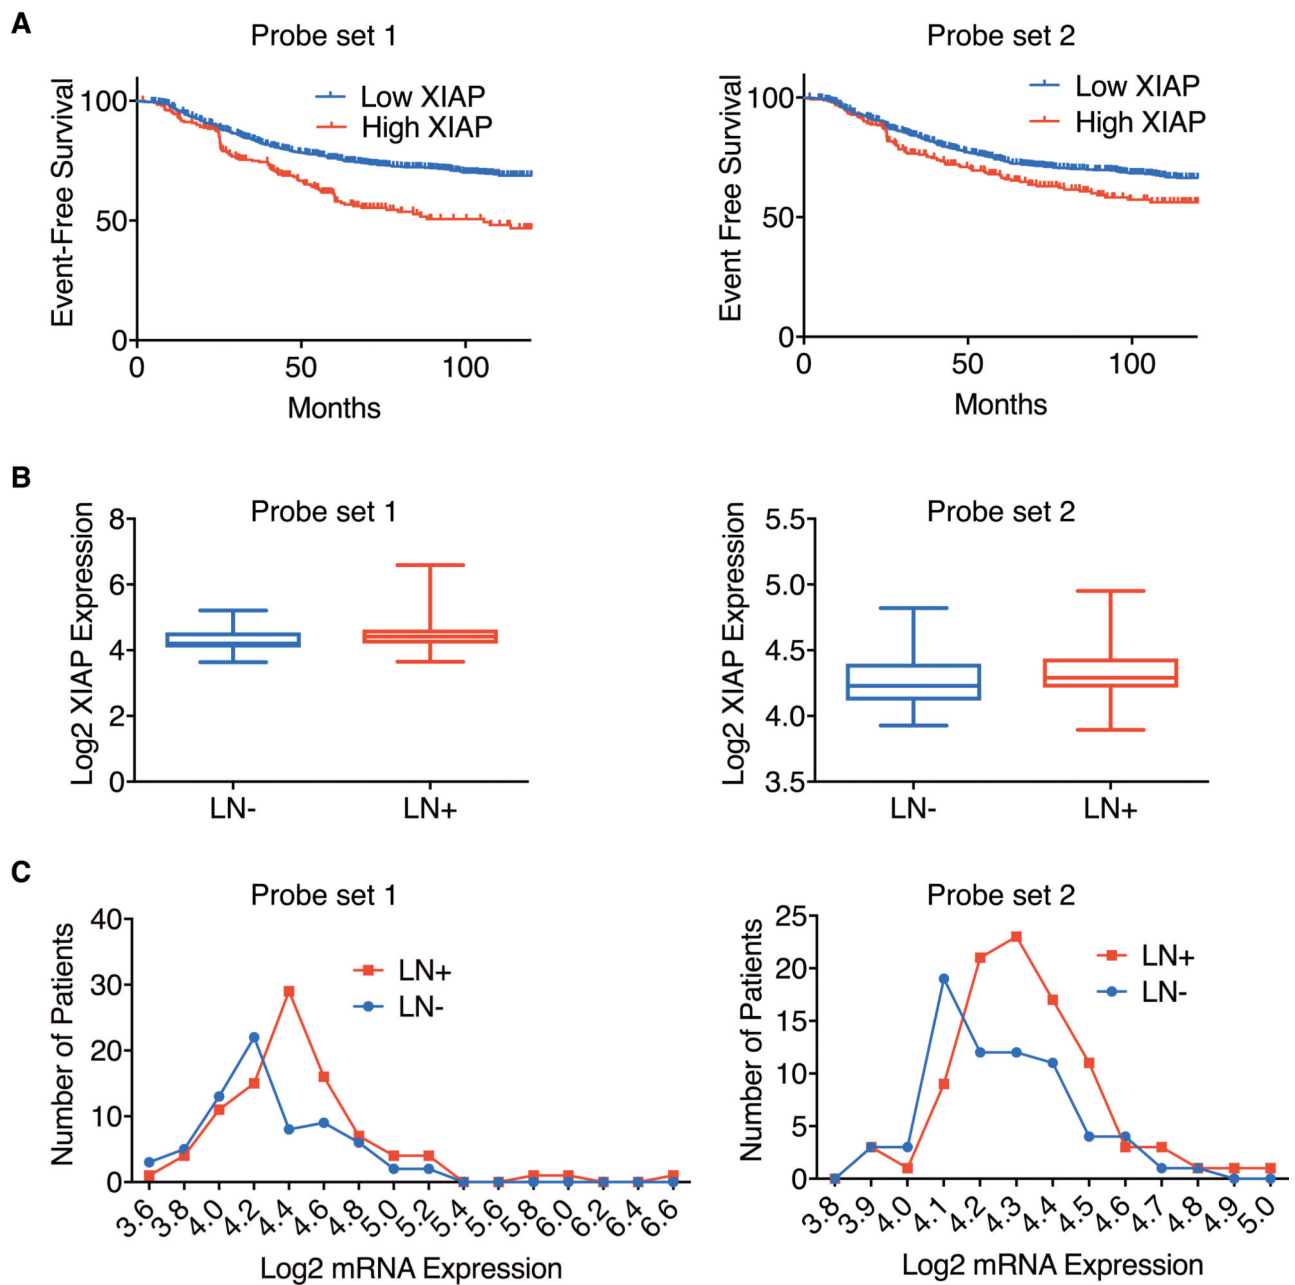 A
Probe set 1
Event-Free Survival
100
50
0
0 50 100
Months
Low XIAP
High XIAP
Probe set 2
Event Free Survival
100
50
0
0 50 100
Months
Low XIAP
High XIAP
B
Probe set 1
Log2 XIAP Expression
8
6
4
2
0
LN- LN+
Probe set 2
Log2 XIAP Expression
5.5
5.0
4.5
4.0
3.5
LN- LN+
C
Probe set 1
Number of Patients
40
30
20
10
0
LN+
LN-
3.6 3.8 4.0 4.2 4.4 4.6 4.8 5.0 5.2 5.4 5.6 5.8 6.0 6.2 6.4 6.6
Log2 mRNA Expression
Probe set 2
Number of Patients
25
20
15
10
5
0
LN+
LN-
3.8 3.9 4.0 4.1 4.2 4.3 4.4 4.5 4.6 4.7 4.8 4.9 5.0
Log2 mRNA Expression